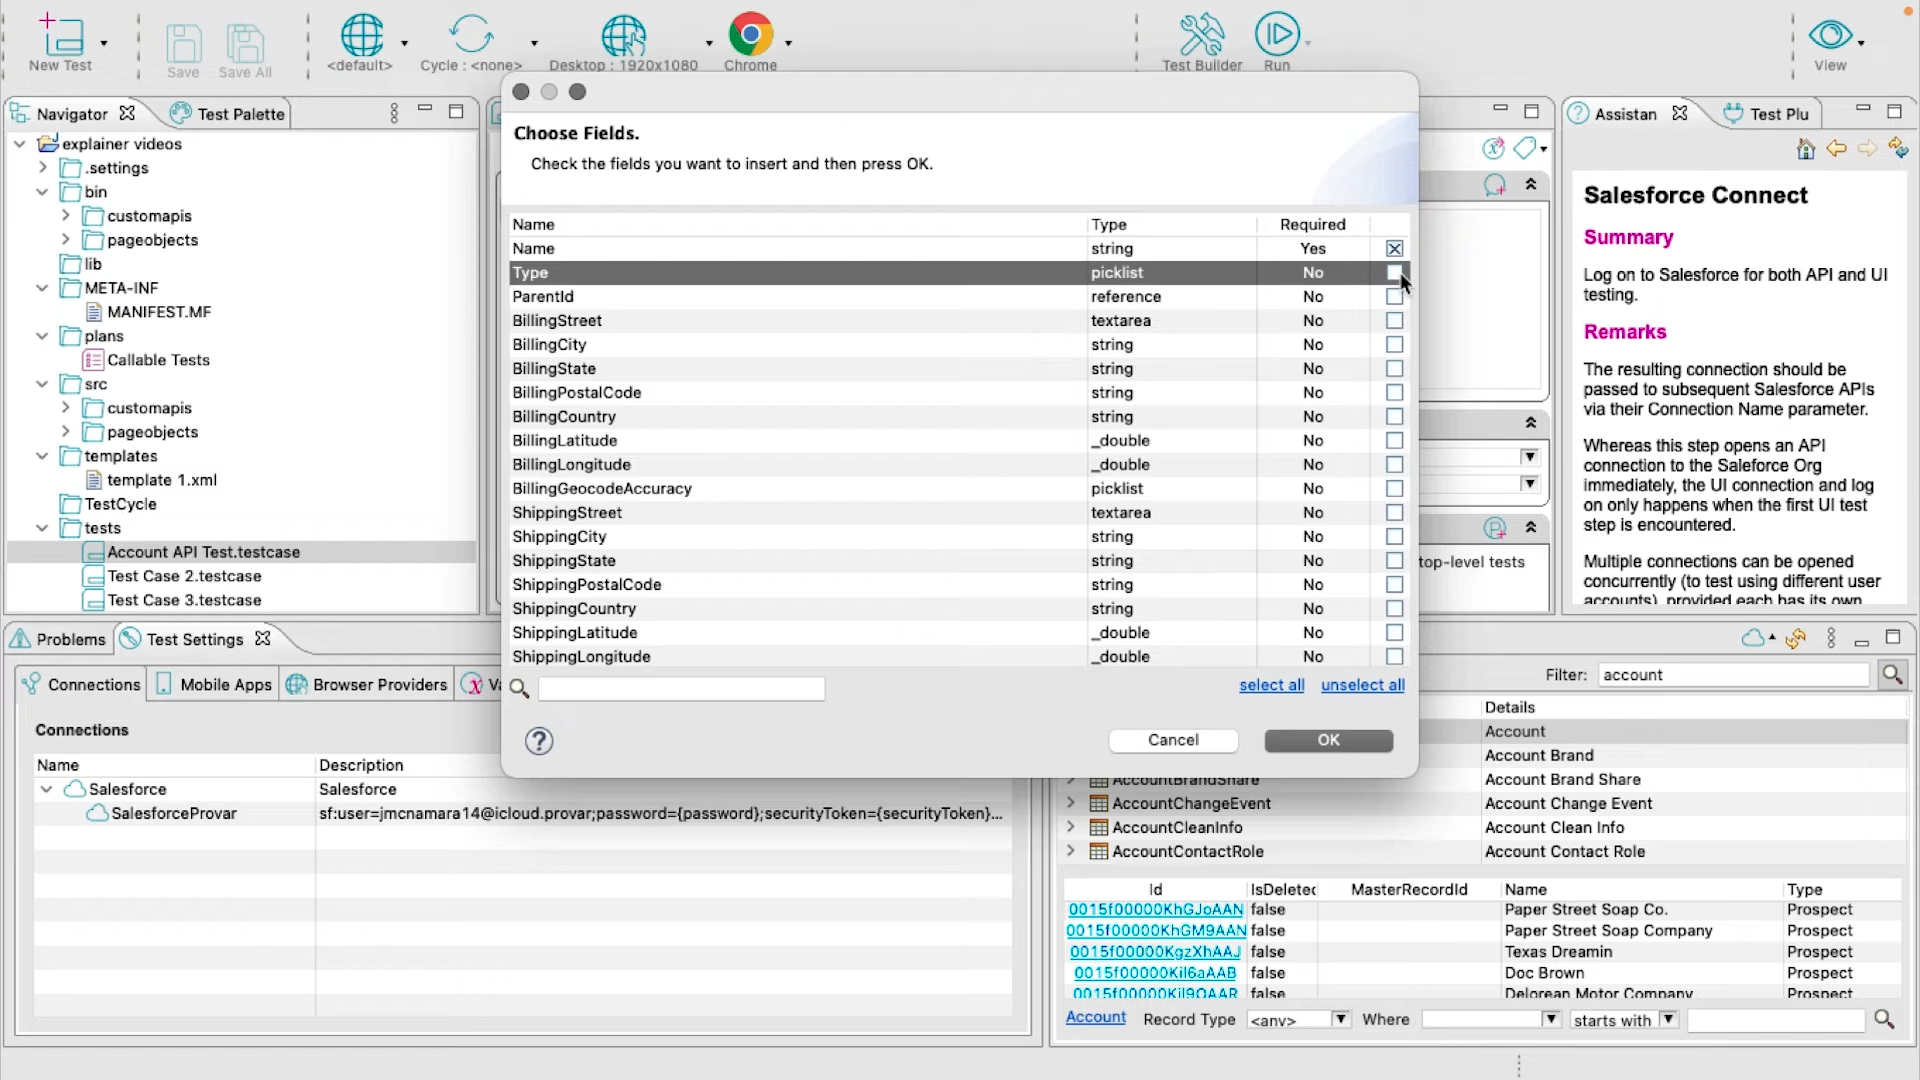 New Test
Save
Save All
<default>
Cycle : <none>
Desktop : 1920x1080
Chrome
Test Builder
Run
View
Navigator
Test Palette
explainer videos
.settings
bin
customapis
pageobjects
lib
META-INF
MANIFEST.MF
plans
Callable Tests
src
customapis
pageobjects
templates
template 1.xml
TestCycle
tests
Account API Test.testcase
Test Case 2.testcase
Test Case 3.testcase
Choose Fields.
Check the fields you want to insert and then press OK.
Name Type Required
Name string Yes
Type picklist No
ParentId reference No
BillingStreet textarea No
BillingCity string No
BillingState string No
BillingPostalCode string No
BillingCountry string No
BillingLatitude _double No
BillingLongitude _double No
BillingGeocodeAccuracy picklist No
ShippingStreet textarea No
ShippingCity string No
ShippingState string No
ShippingPostalCode string No
ShippingCountry string No
ShippingLatitude _double No
ShippingLongitude _double No
select all unselect all
Cancel OK
top-level tests
Assistan
Test Plu
Salesforce Connect
Summary
Log on to Salesforce for both API and UI
testing.
Remarks
The resulting connection should be
passed to subsequent Salesforce APIs
via their Connection Name parameter.
Whereas this step opens an API
connection to the Saleforce Org
immediately, the UI connection and log
on only happens when the first UI test
step is encountered.
Multiple connections can be opened
concurrently (to test using different user
accounts), provided each has its own
Problems
Test Settings
Connections
Mobile Apps
Browser Providers
Connections
Name Description
Salesforce Salesforce
SalesforceProvar sf:user=jmcnamara14@icloud.provar;password={password};securityToken={securityToken}...
Filter: account
Details
Account
Account Brand
AccountBrandShare Account Brand Share
AccountChangeEvent Account Change Event
AccountCleanInfo Account Clean Info
AccountContactRole Account Contact Role
Id IsDeleted MasterRecordId Name Type
0015f00000KhGJoAAN false Paper Street Soap Co. Prospect
0015f00000KhGM9AAN false Paper Street Soap Company Prospect
0015f00000KgzXhAAJ false Texas Dreamin Prospect
0015f00000Kil6aAAB false Doc Brown Prospect
0015f00000Kil9OAAR false Delorean Motor Company Prospect
Account Record Type <any> Where starts with